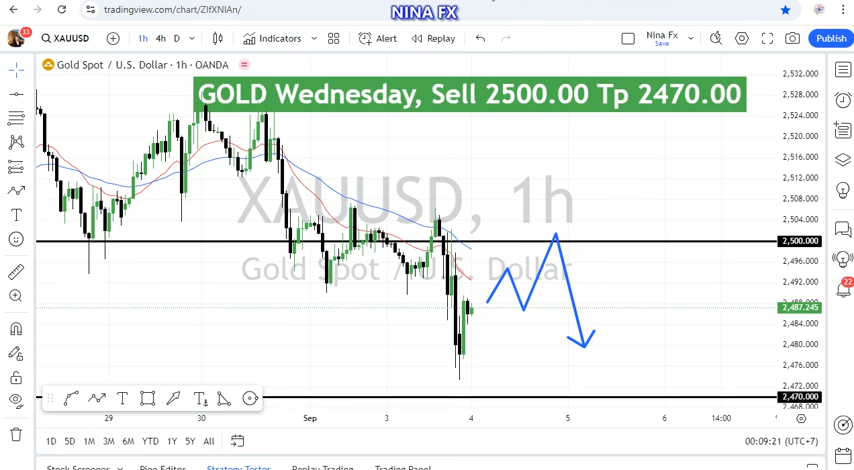 NINA FX
tradingview.com/chart/ZIfXNIAn/
33
XAUUSD
1h 4h D
Indicators
Alert
Replay
Nina Fx
Save
Publish
Gold Spot / U.S. Dollar · 1h · OANDA
GOLD Wednesday, Sell 2500.00 Tp 2470.00
XAUUSD, 1h
Gold Spot / U.S. Dollar
2,532.000
2,528.000
2,524.000
2,520.000
2,516.000
2,512.000
2,508.000
2,504.000
2,500.000
2,496.000
2,492.000
2,487.245
2,484.000
2,480.000
2,476.000
2,472.000
2,470.000
2,468.000
22
29 30 Sep 3 4 5 6 14:00
1D 5D 1M 3M 6M YTD 1Y 5Y All
00:09:21 (UTC+7)
Stock Screener Pine Editor Strategy Tester Replay Trading Trading Panel